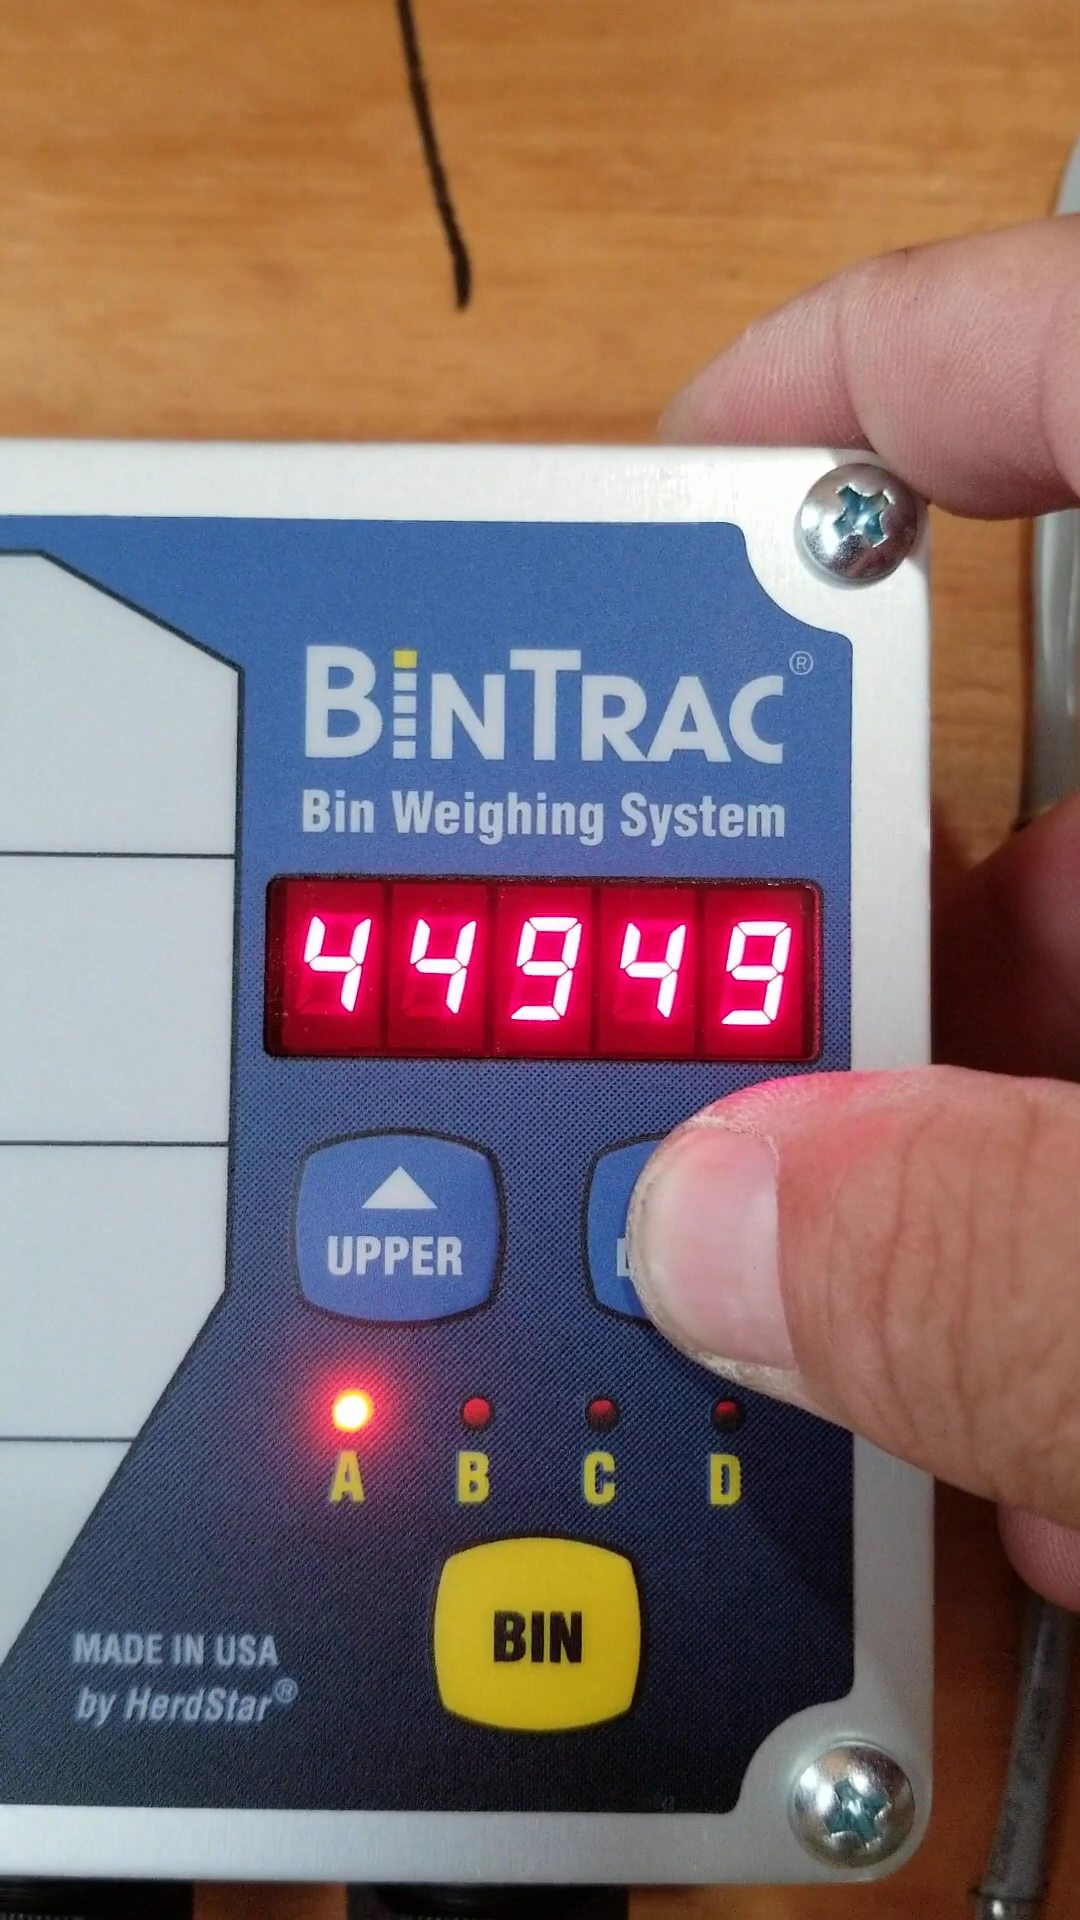 BINTRAC®
Bin Weighing System
44949
UPPER
A B C D
BIN
MADE IN USA
by HerdStar®